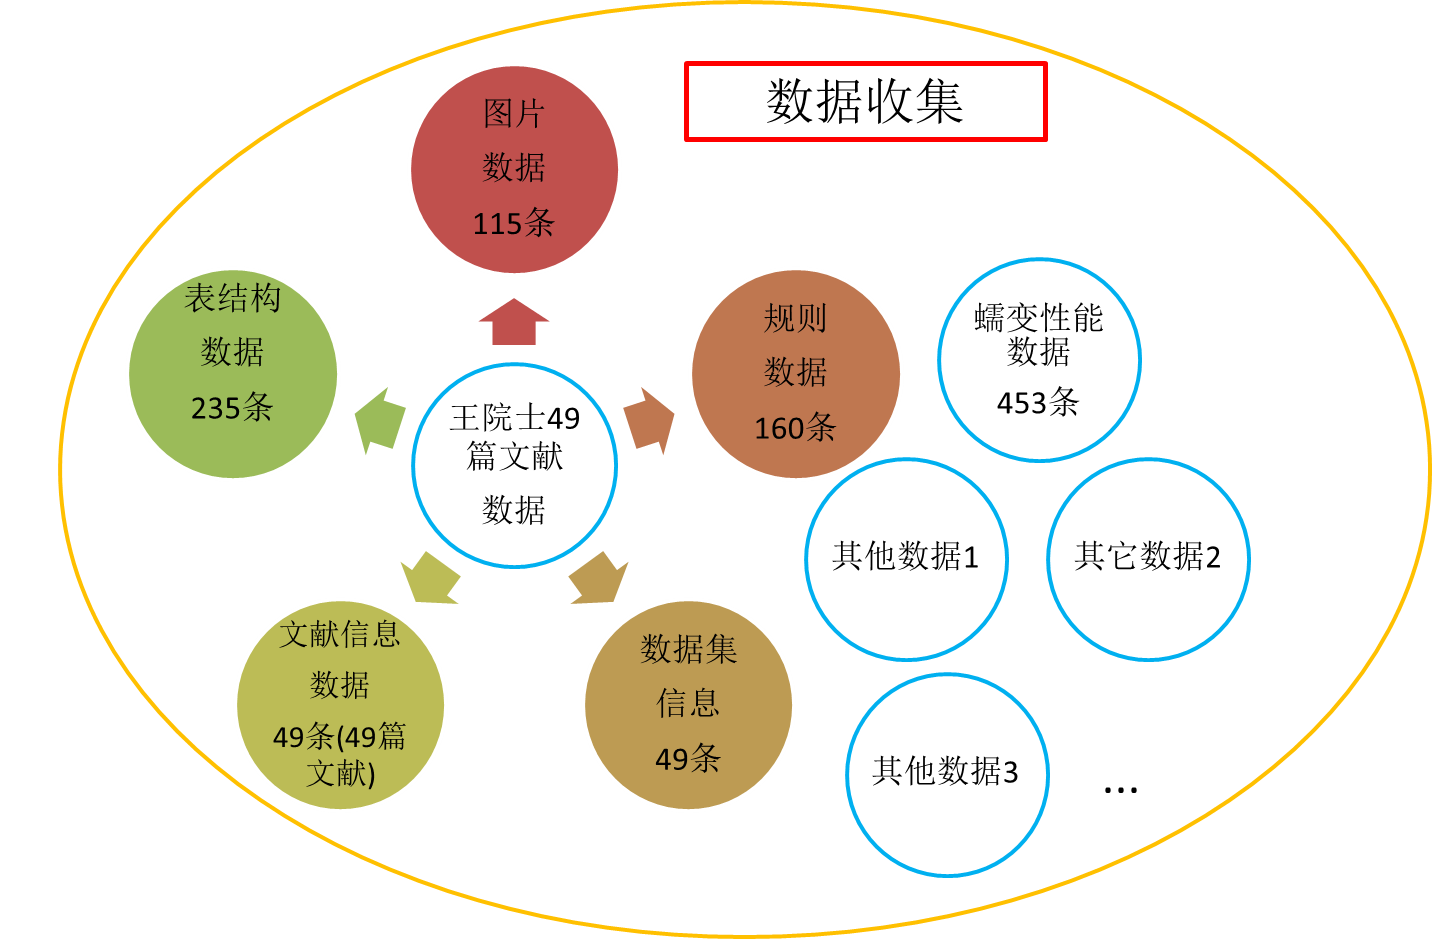 数据收集
图片
数据
115条
表结构
数据
235条
王院士49
篇文献
数据
规则
数据
160条
蠕变性能
数据
453条
其他数据1
其它数据2
文献信息
数据
49条(49篇
文献)
数据集
信息
49条
其他数据3
...